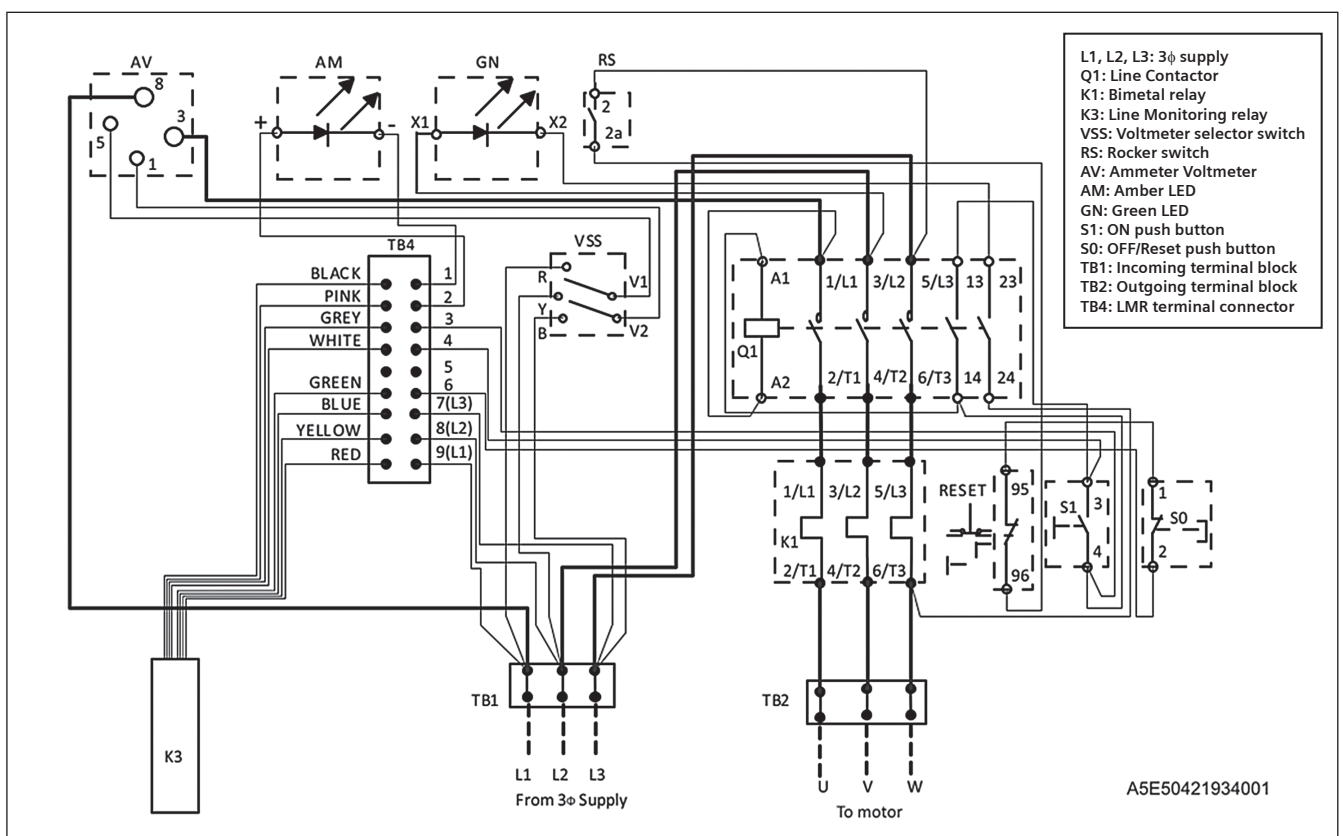 AV
AM
GN
RS
L1, L2, L3: 3ϕ supply
Q1: Line Contactor
K1: Bimetal relay
K3: Line Monitoring relay
VSS: Voltmeter selector switch
RS: Rocker switch
AV: Ammeter Voltmeter
AM: Amber LED
GN: Green LED
S1: ON push button
S0: OFF/Reset push button
TB1: Incoming terminal block
TB2: Outgoing terminal block
TB4: LMR terminal connector
8
3
5
1
+
-
X1
X2
2
2a
TB4
BLACK 1
PINK 2
GREY 3
WHITE 4
5
GREEN 6
BLUE 7(L3)
YELLOW 8(L2)
RED 9(L1)
VSS
R
Y
B
V1
V2
A1 1/L1 3/L2 5/L3 13 23
Q1
A2 2/T1 4/T2 6/T3 14 24
1/L1 3/L2 5/L3
K1
2/T1 4/T2 6/T3
RESET
95
96
S1
3
4
1
S0
2
K3
TB1
L1 L2 L3
From 3Φ Supply
TB2
U V W
To motor
A5E50421934001